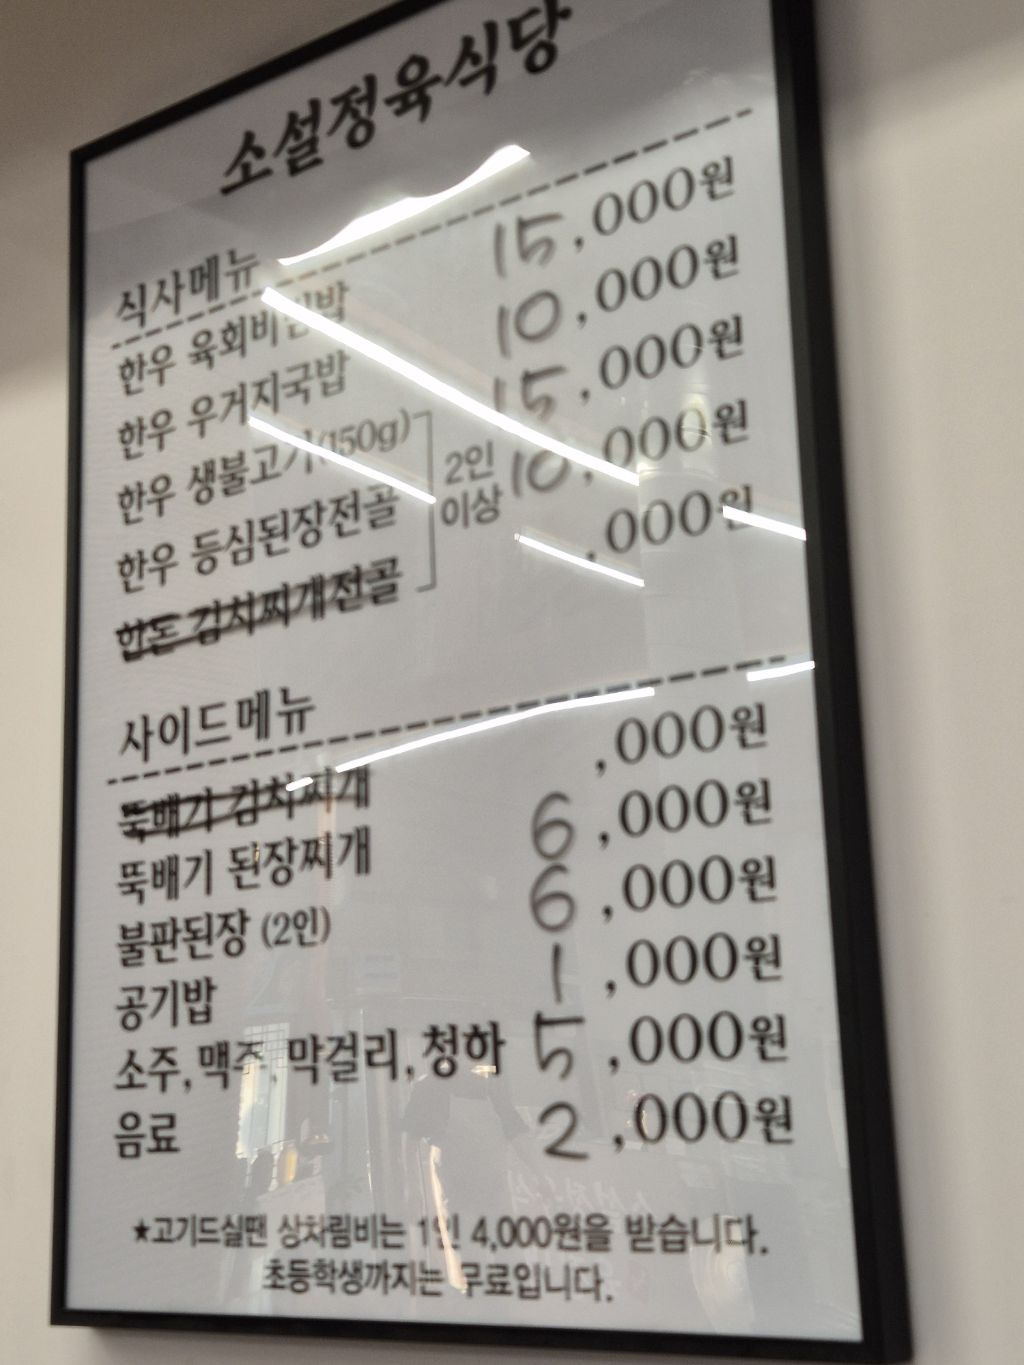 소설정육식당
식사메뉴
한우 육회비빔밥 15,000원
한우 우거지국밥 10,000원
한우 생불고기(150g) 15,000원
한우 등심된장전골 10,000원
한돈 김치찌개전골 ,000원
2인
이상
사이드메뉴
뚝배기 김치찌개 ,000원
뚝배기 된장찌개 6,000원
불판된장 (2인) 6,000원
공기밥 1,000원
소주, 맥주, 막걸리, 청하 5,000원
음료 2,000원
★고기드실땐 상차림비는 1인 4,000원을 받습니다.
초등학생까지는 무료입니다.